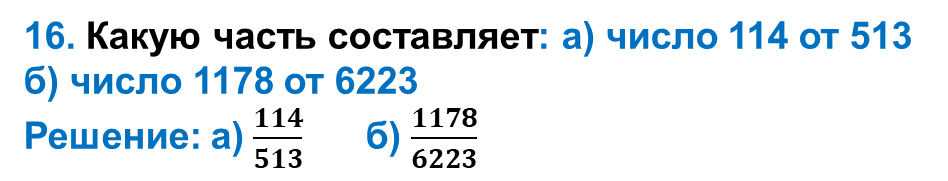 16. Какую часть составляет: а) число 114 от 513
б) число 1178 от 6223
Решение: а) 114/513 б) 1178/6223